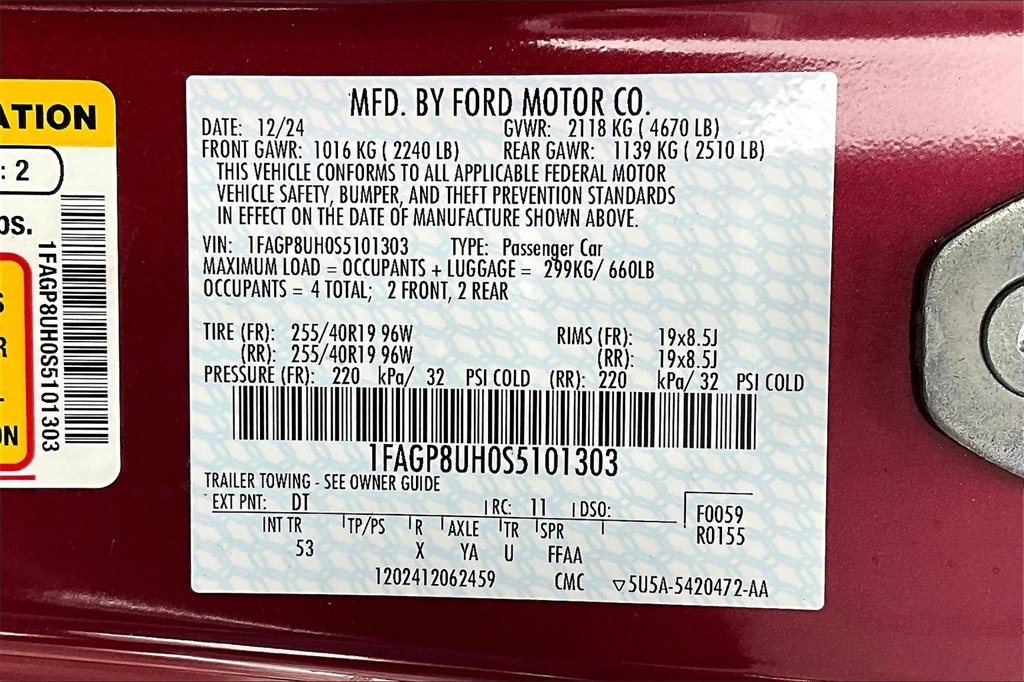 ATION
: 2
bs.
1FAGP8UH0S5101303
S
R
ON
MFD. BY FORD MOTOR CO.
DATE: 12/24 GVWR: 2118 KG ( 4670 LB)
FRONT GAWR: 1016 KG ( 2240 LB) REAR GAWR: 1139 KG ( 2510 LB)
THIS VEHICLE CONFORMS TO ALL APPLICABLE FEDERAL MOTOR
VEHICLE SAFETY, BUMPER, AND THEFT PREVENTION STANDARDS
IN EFFECT ON THE DATE OF MANUFACTURE SHOWN ABOVE.
VIN: 1FAGP8UH0S5101303 TYPE: Passenger Car
MAXIMUM LOAD = OCCUPANTS + LUGGAGE = 299KG/ 660LB
OCCUPANTS = 4 TOTAL; 2 FRONT, 2 REAR
TIRE (FR): 255/40R19 96W RIMS (FR): 19x8.5J
(RR): 255/40R19 96W (RR): 19x8.5J
PRESSURE (FR): 220 kPa/ 32 PSI COLD (RR): 220 kPa/ 32 PSI COLD
1FAGP8UH0S5101303
TRAILER TOWING - SEE OWNER GUIDE
EXT PNT: DT RC: 11 DSO: F0059
INT TR TP/PS R AXLE TR SPR R0155
53 X YA U FFAA
1202412062459 CMC ▽5U5A-5420472-AA